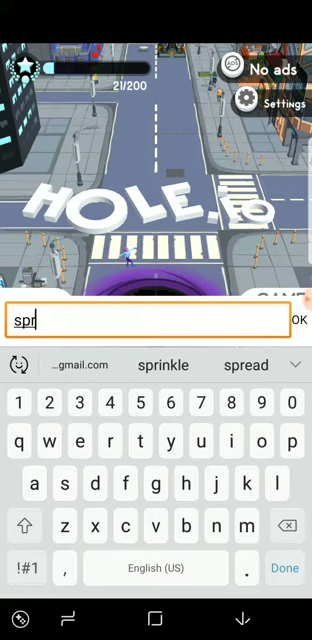 No ads
21/200
Settings
HOLE.IO
GAME
spr
OK
...gmail.com sprinkle spread
1 2 3 4 5 6 7 8 9 0
q w e r t y u i o p
a s d f g h j k l
z x c v b n m
!#1 , English (US) . Done